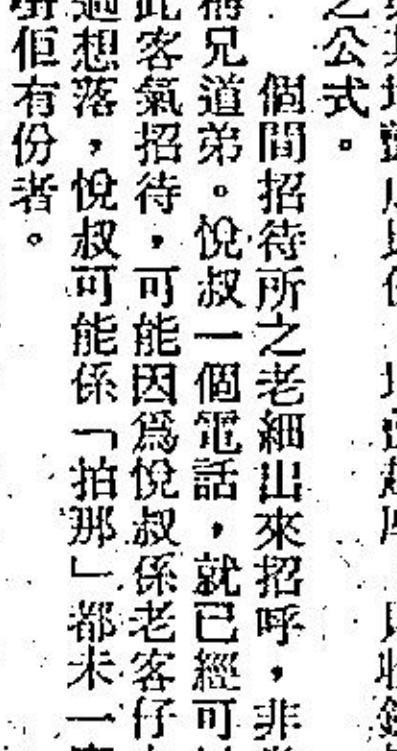 之公式。
個間招待所之老細出來招呼,非
稱兄道弟。悅叔一個電話,就已經可
此客氣招待,可能因爲悅叔係老客仔
過想落,悅叔可能係「拍那」都未一
佢有份者。